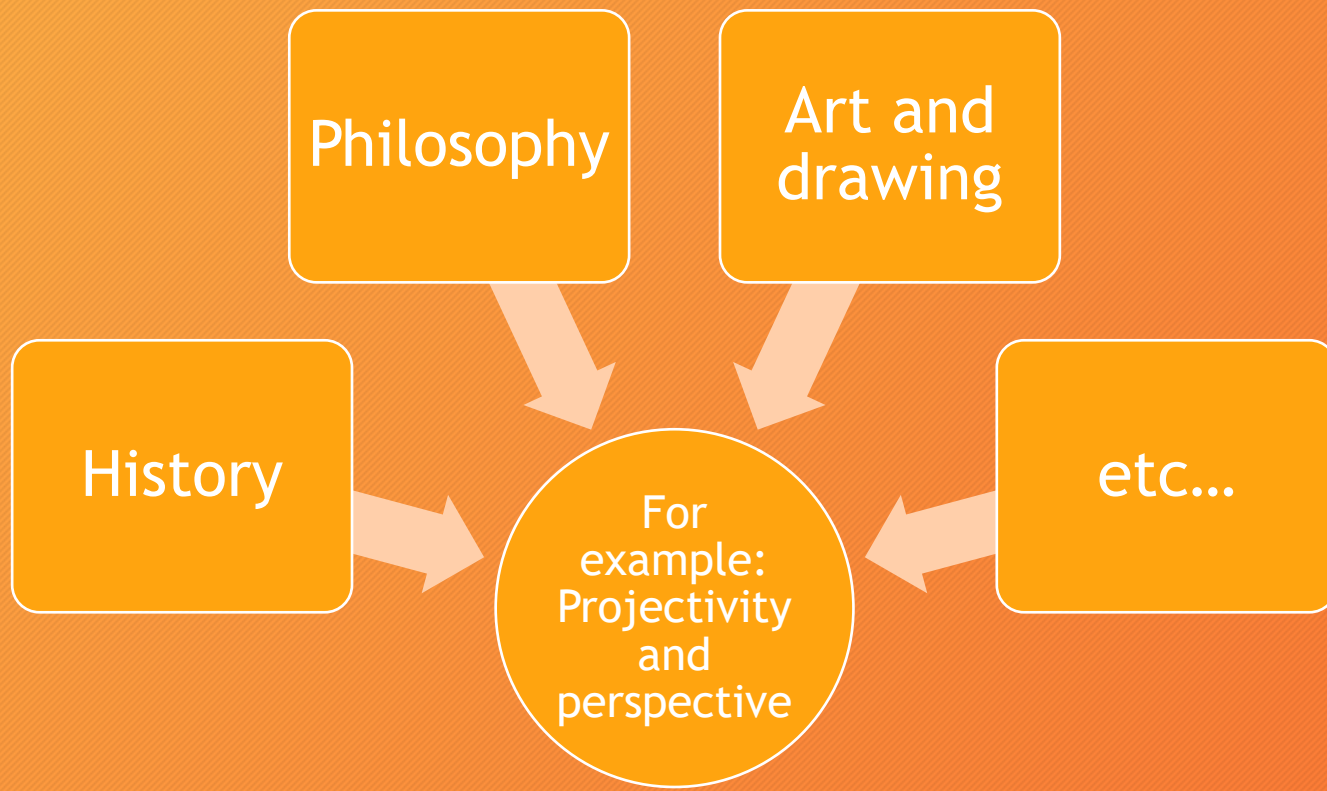 Philosophy
Art and
drawing
History
etc…
For
example:
Projectivity
and
perspective